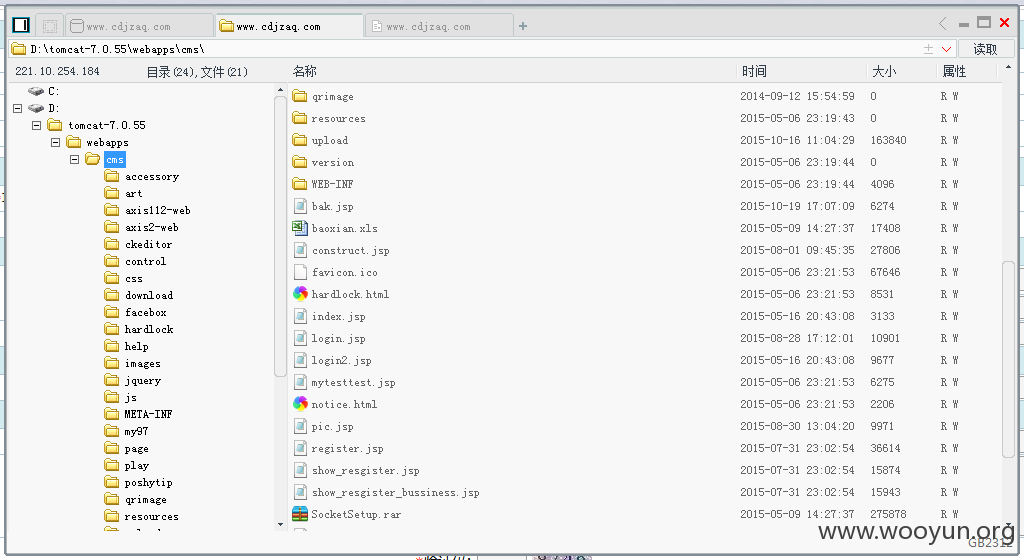 www.cdjzaq.com www.cdjzaq.com www.cdjzaq.com
D:\tomcat-7.0.55\webapps\cms\ 读取
221.10.254.184 目录(24),文件(21) 名称 时间 大小 属性
C:
D:
tomcat-7.0.55
webapps
cms
accessory
art
axis112-web
axis2-web
ckeditor
control
css
download
facebox
hardlock
help
images
jquery
js
META-INF
my97
page
play
poshytip
qrimage
resources
qrimage 2014-09-12 15:54:59 0 R W
resources 2015-05-06 23:19:43 0 R W
upload 2015-10-16 11:04:29 163840 R W
version 2015-05-06 23:19:44 0 R W
WEB-INF 2015-05-06 23:19:44 4096 R W
bak.jsp 2015-10-19 17:07:09 6274 R W
baoxian.xls 2015-05-09 14:27:37 17408 R W
construct.jsp 2015-08-01 09:45:35 27806 R W
favicon.ico 2015-05-06 23:21:53 67646 R W
hardlock.html 2015-05-06 23:21:53 8531 R W
index.jsp 2015-05-16 20:43:08 3133 R W
login.jsp 2015-08-28 17:12:01 10901 R W
login2.jsp 2015-05-16 20:43:08 9677 R W
mytesttest.jsp 2015-05-06 23:21:53 6275 R W
notice.html 2015-05-06 23:21:53 2206 R W
pic.jsp 2015-08-30 13:04:20 9971 R W
register.jsp 2015-07-31 23:02:54 36614 R W
show_resgister.jsp 2015-07-31 23:02:54 15874 R W
show_resgister_bussiness.jsp 2015-07-31 23:02:54 15943 R W
SocketSetup.rar 2015-05-09 14:27:37 275878 R W
www.wooyun.org
GB2312